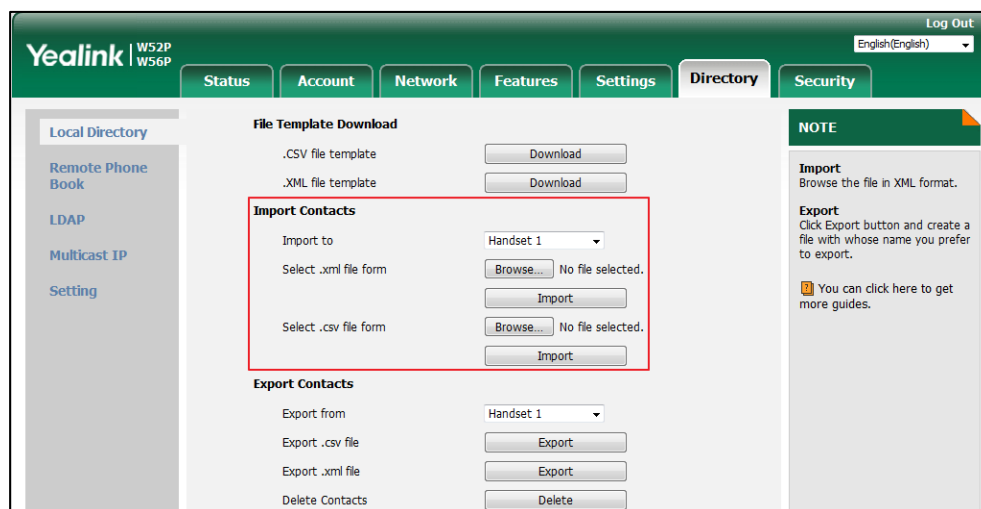 Log Out
Yealink W52P
W56P
English(English)
Status Account Network Features Settings Directory Security
Local Directory
Remote Phone
Book
LDAP
Multicast IP
Setting
File Template Download
.CSV file template Download
.XML file template Download
Import Contacts
Import to Handset 1
Select .xml file form Browse... No file selected.
Import
Select .csv file form Browse... No file selected.
Import
Export Contacts
Export from Handset 1
Export .csv file Export
Export .xml file Export
Delete Contacts Delete
NOTE
Import
Browse the file in XML format.
Export
Click Export button and create a
file with whose name you prefer
to export.
? You can click here to get
more guides.